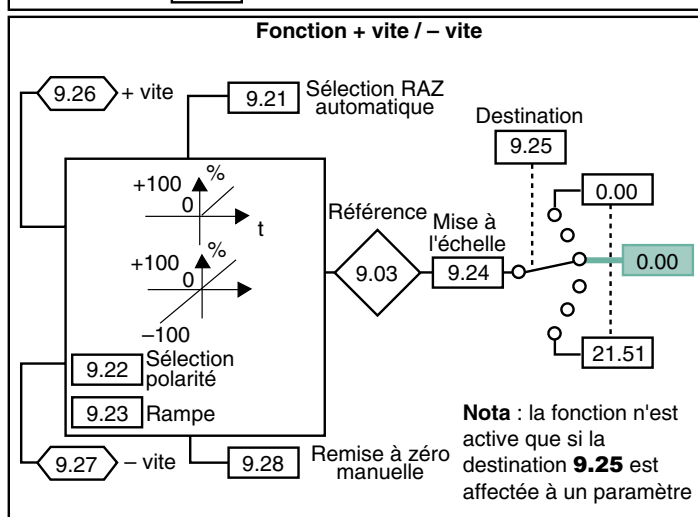 Fonction + vite / – vite
9.26
+ vite
9.21
Sélection RAZ
automatique
Destination
9.25
+100
%
0
t
+100
%
0
–100
Référence
9.03
Mise à
l'échelle
9.24
0.00
0.00
21.51
9.22
Sélection
polarité
9.23
Rampe
9.27
– vite
9.28
Remise à zéro
manuelle
Nota : la fonction n'est
active que si la
destination 9.25 est
affectée à un paramètre